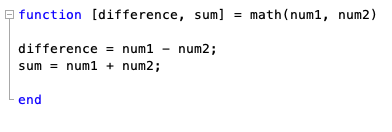 function [difference, sum] = math(num1, num2)
difference = num1 - num2;
sum = num1 + num2;
end